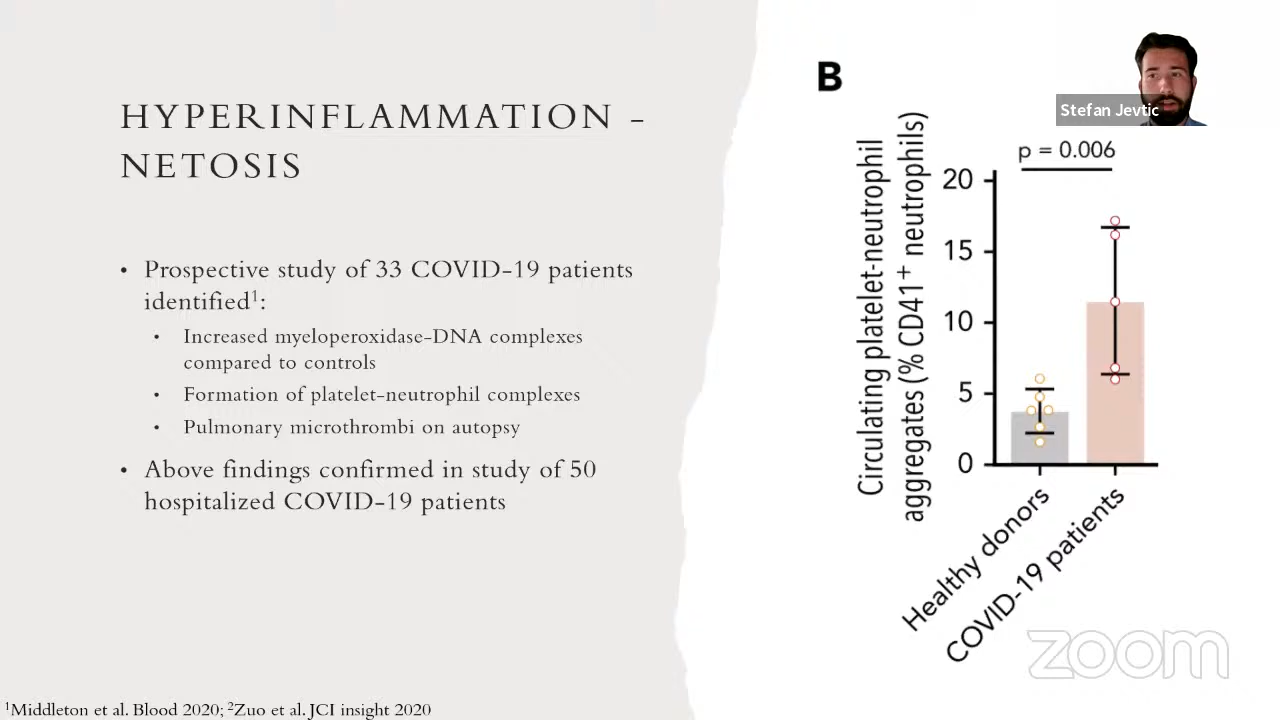 HYPERINFLAMMATION -
NETOSIS
• Prospective study of 33 COVID-19 patients
identified¹:
• Increased myeloperoxidase-DNA complexes
compared to controls
• Formation of platelet-neutrophil complexes
• Pulmonary microthrombi on autopsy
• Above findings confirmed in study of 50
hospitalized COVID-19 patients
¹Middleton et al. Blood 2020; ²Zuo et al. JCI insight 2020
B
Stefan Jevtic
p = 0.006
Circulating platelet-neutrophil
aggregates (% CD41⁺ neutrophils)
20
15
10
5
0
Healthy donors
COVID-19 patients
zoom